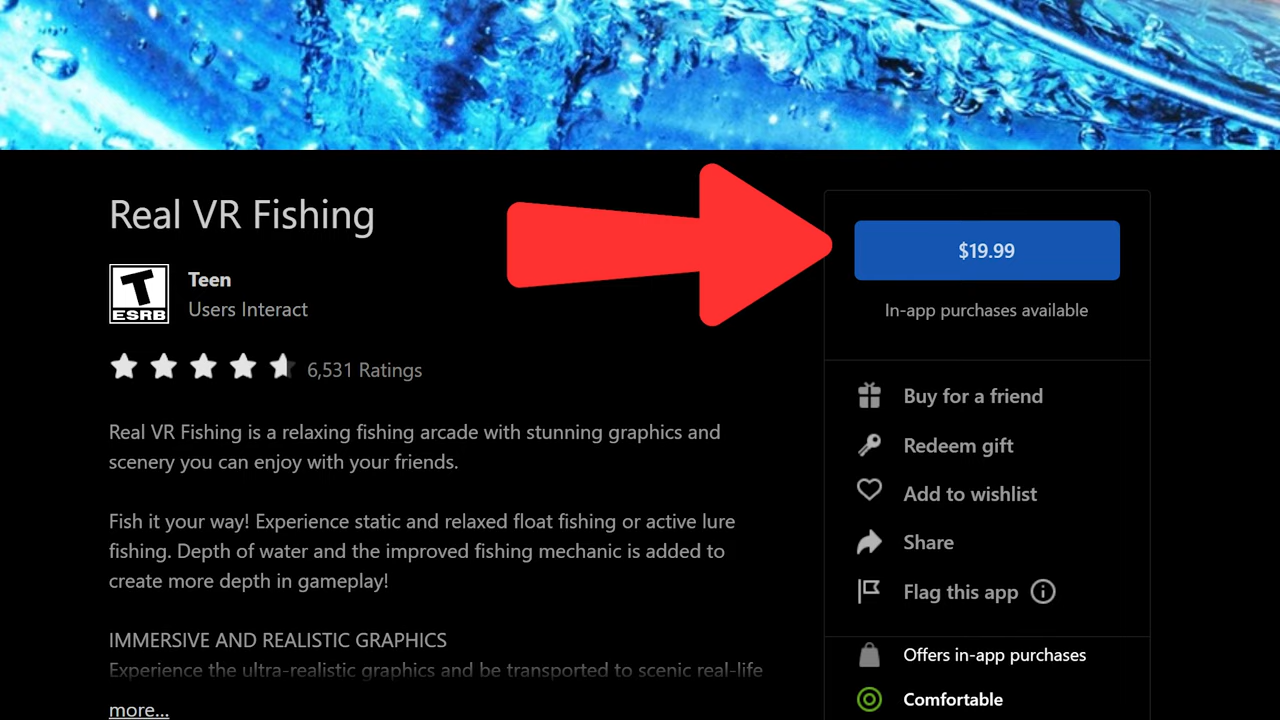 Real VR Fishing
T
ESRB
Teen
Users Interact
6,531 Ratings
Real VR Fishing is a relaxing fishing arcade with stunning graphics and
scenery you can enjoy with your friends.
Fish it your way! Experience static and relaxed float fishing or active lure
fishing. Depth of water and the improved fishing mechanic is added to
create more depth in gameplay!
IMMERSIVE AND REALISTIC GRAPHICS
Experience the ultra-realistic graphics and be transported to scenic real-life
more...
$19.99
In-app purchases available
Buy for a friend
Redeem gift
Add to wishlist
Share
Flag this app
Offers in-app purchases
Comfortable